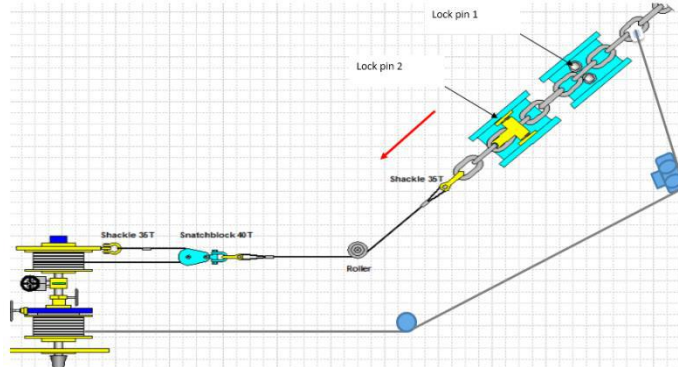 Lock pin 1
Lock pin 2
Shackle 35T
Shackle 35T
Snatchblock 40T
Roller